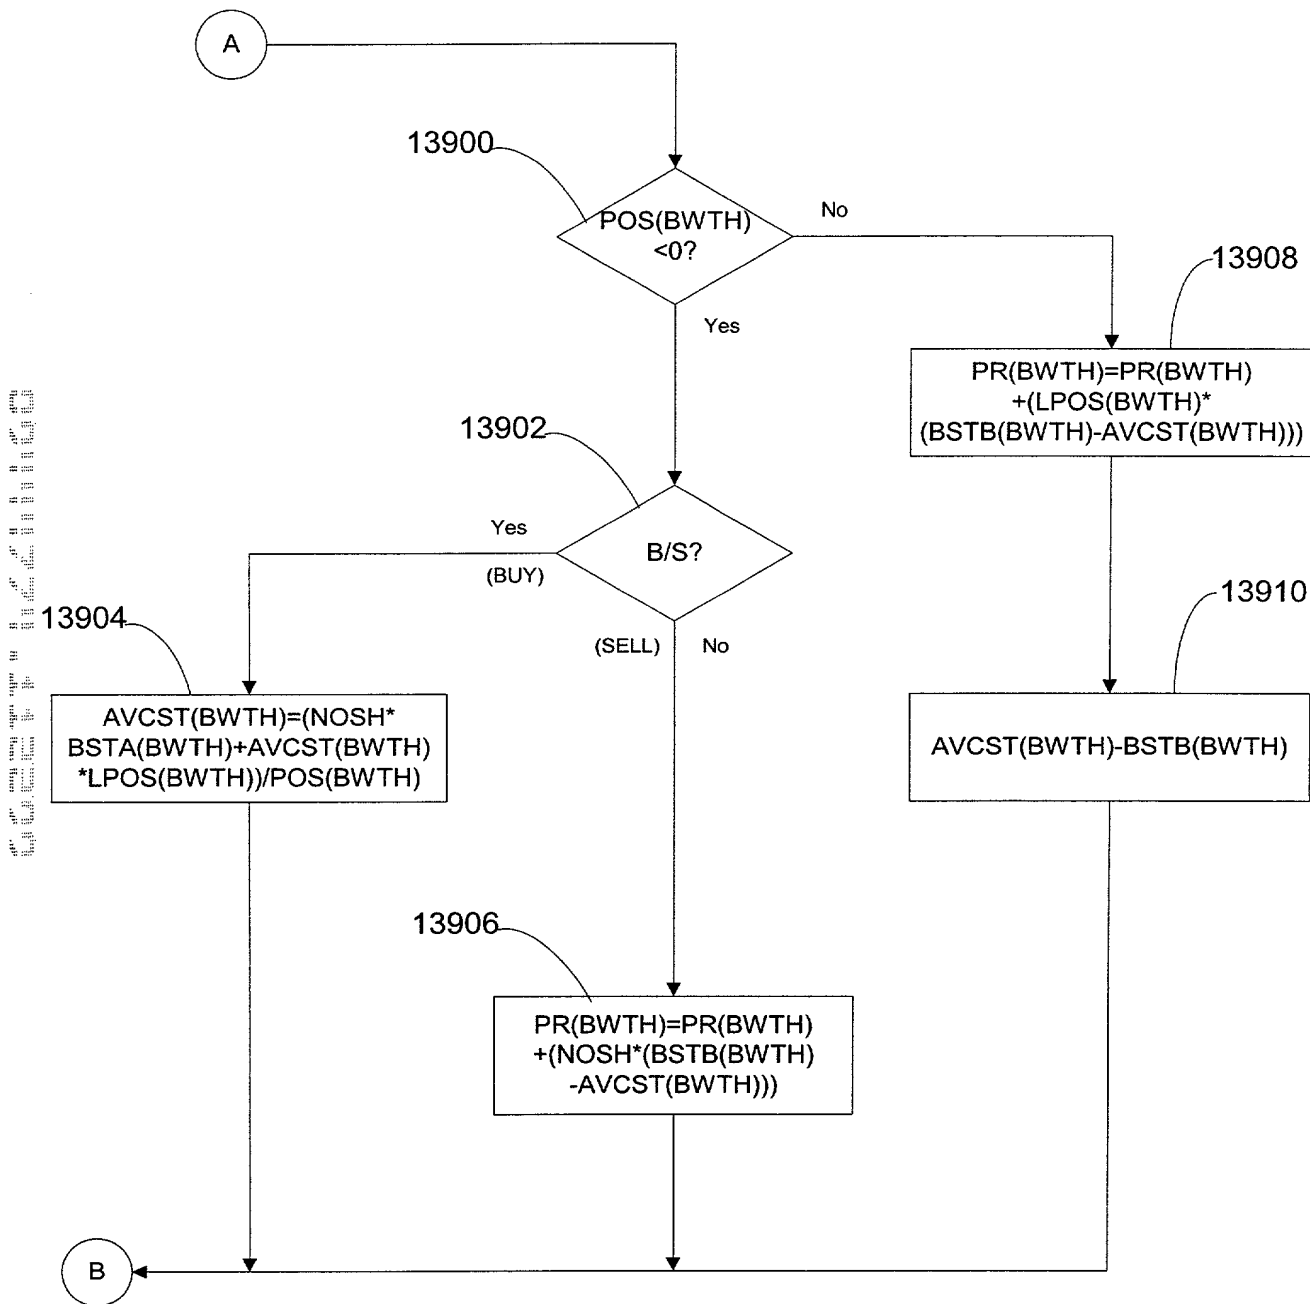 A
13900
POS(BWTH)
<0?
No
13908
Yes
PR(BWTH)=PR(BWTH)
+(LPOS(BWTH)*
(BSTB(BWTH)-AVCST(BWTH)))
13902
Yes
B/S?
(BUY)
13910
13904
(SELL)
No
AVCST(BWTH)=(NOSH*
BSTA(BWTH)+AVCST(BWTH)
*LPOS(BWTH))/POS(BWTH)
AVCST(BWTH)-BSTB(BWTH)
13906
PR(BWTH)=PR(BWTH)
+(NOSH*(BSTB(BWTH)
-AVCST(BWTH)))
B